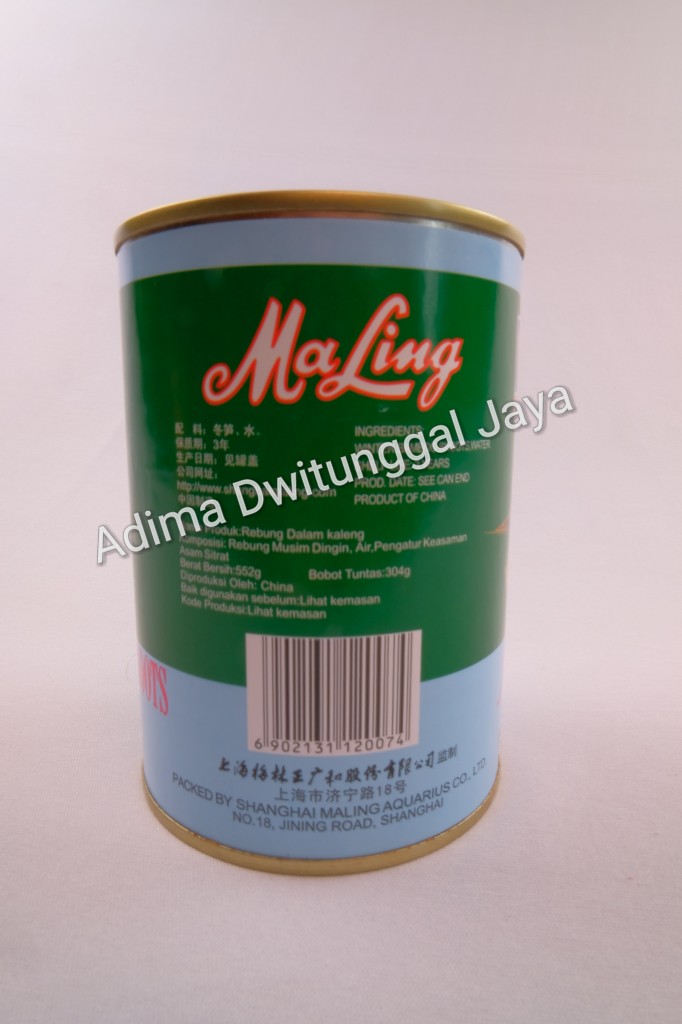 MaLing
配 料：冬笋、水.
保质期：3年
生产日期：见罐盖
公司网址：
INGREDIENTS
PROD. DATE: SEE CAN END
PRODUCT OF CHINA
Adima Dwitunggal Jaya
Produk:Rebung Dalam kaleng
Komposisi: Rebung Musim Dingin, Air,Pengatur Keasaman
Asam Sitrat
Berat Bersih:552g Bobot Tuntas:304g
Diproduksi Oleh: China
Baik digunakan sebelum:Lihat kemasan
Kode Produksi:Lihat kemasan
6 902131 120074
上海梅林正广和股份有限公司监制
上海市济宁路18号
PACKED BY SHANGHAI MALING AQUARIUS CO., LTD.
NO.18, JINING ROAD, SHANGHAI